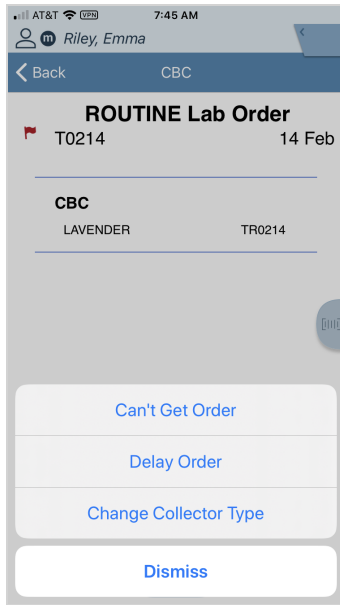 AT&T VPN 7:45 AM
m Riley, Emma
Back CBC
ROUTINE Lab Order
T0214 14 Feb
CBC
LAVENDER TR0214
Can't Get Order
Delay Order
Change Collector Type
Dismiss